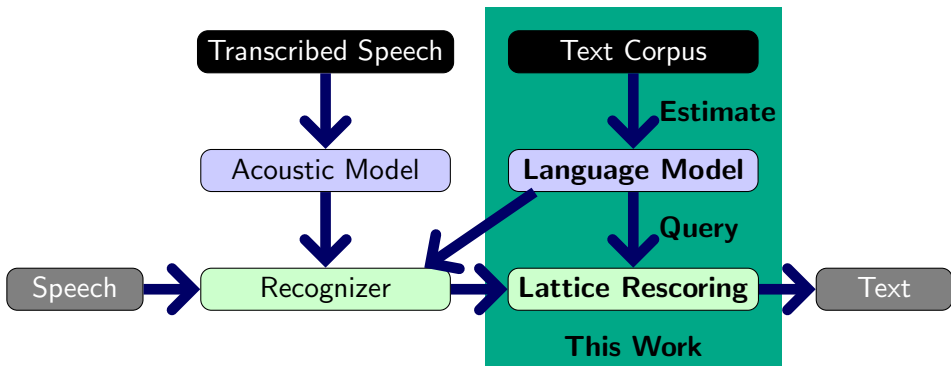 Transcribed Speech
Text Corpus
Estimate
Acoustic Model
Language Model
Query
Speech
Recognizer
Lattice Rescoring
Text
This Work